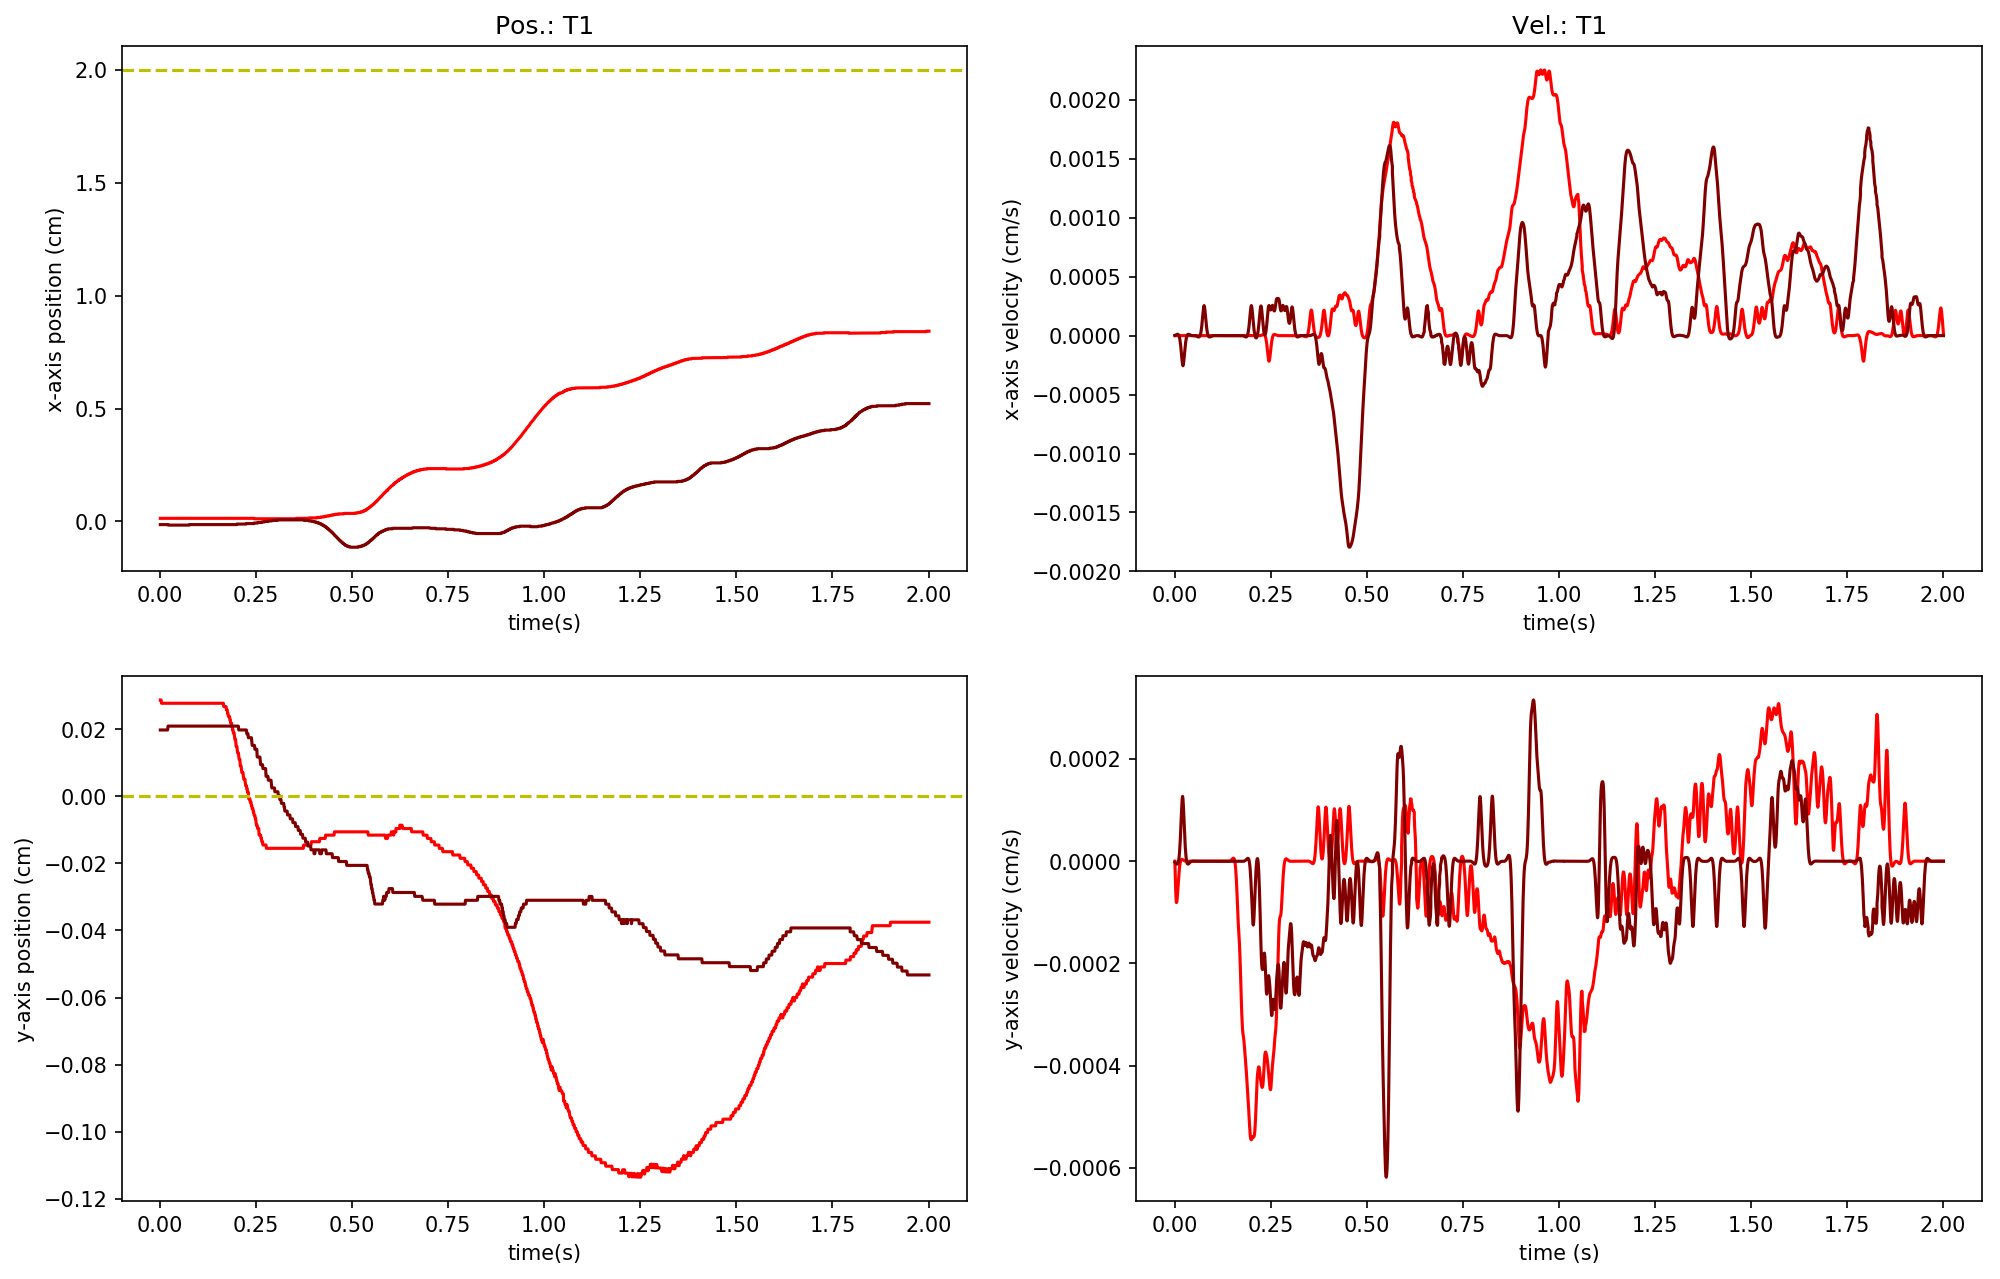 Pos.: T1
2.0
1.5
1.0
0.5
0.0
x-axis position (cm)
0.00 0.25 0.50 0.75 1.00 1.25 1.50 1.75 2.00
time(s)
Vel.: T1
0.0020
0.0015
0.0010
0.0005
0.0000
−0.0005
−0.0010
−0.0015
−0.0020
x-axis velocity (cm/s)
0.00 0.25 0.50 0.75 1.00 1.25 1.50 1.75 2.00
time(s)
0.02
0.00
−0.02
−0.04
−0.06
−0.08
−0.10
−0.12
y-axis position (cm)
0.00 0.25 0.50 0.75 1.00 1.25 1.50 1.75 2.00
time(s)
0.0002
0.0000
−0.0002
−0.0004
−0.0006
y-axis velocity (cm/s)
0.00 0.25 0.50 0.75 1.00 1.25 1.50 1.75 2.00
time (s)